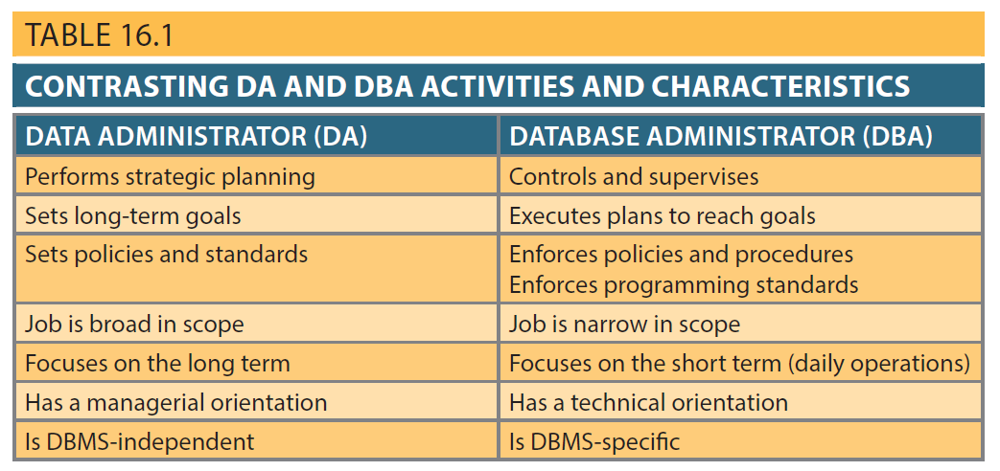 TABLE 16.1
CONTRASTING DA AND DBA ACTIVITIES AND CHARACTERISTICS
DATA ADMINISTRATOR (DA) DATABASE ADMINISTRATOR (DBA)
Performs strategic planning Controls and supervises
Sets long-term goals Executes plans to reach goals
Sets policies and standards Enforces policies and procedures
Enforces programming standards
Job is broad in scope Job is narrow in scope
Focuses on the long term Focuses on the short term (daily operations)
Has a managerial orientation Has a technical orientation
Is DBMS-independent Is DBMS-specific